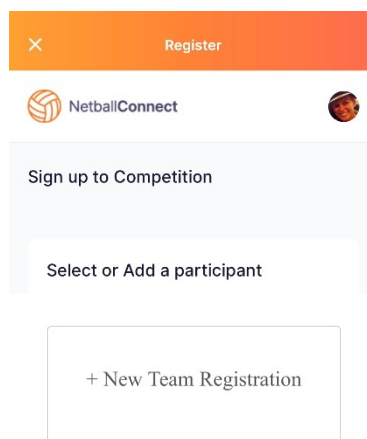 Register
NetballConnect
Sign up to Competition
Select or Add a participant
+ New Team Registration